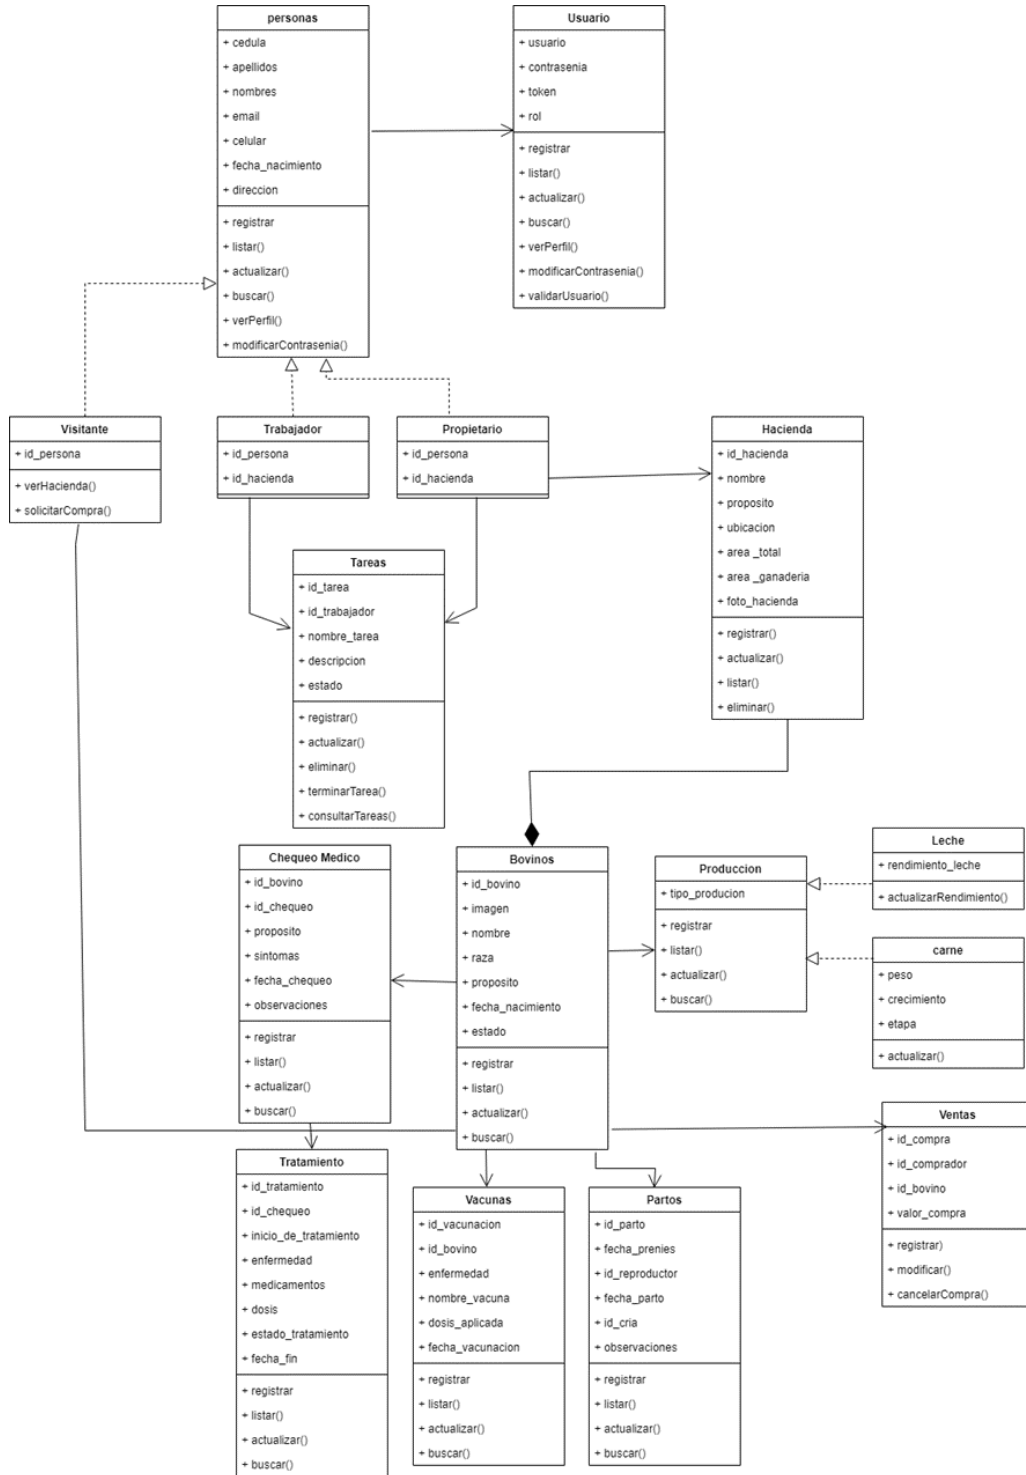 personas
+ cedula
+ apellidos
+ nombres
+ email
+ celular
+ fecha_nacimiento
+ direccion
+ registrar
+ listar()
+ actualizar()
+ buscar()
+ verPerfil()
+ modificarContrasenia()
Usuario
+ usuario
+ contrasenia
+ token
+ rol
+ registrar
+ listar()
+ actualizar()
+ buscar()
+ verPerfil()
+ modificarContrasenia()
+ validarUsuario()
Visitante
+ id_persona
+ verHacienda()
+ solicitarCompra()
Trabajador
+ id_persona
+ id_hacienda
Propietario
+ id_persona
+ id_hacienda
Hacienda
+ id_hacienda
+ nombre
+ proposito
+ ubicacion
+ area _total
+ area _ganaderia
+ foto_hacienda
+ registrar()
+ actualizar()
+ listar()
+ eliminar()
Tareas
+ id_tarea
+ id_trabajador
+ nombre_tarea
+ descripcion
+ estado
+ registrar()
+ actualizar()
+ eliminar()
+ terminarTarea()
+ consultarTareas()
Chequeo Medico
+ id_bovino
+ id_chequeo
+ proposito
+ sintomas
+ fecha_chequeo
+ observaciones
+ registrar
+ listar()
+ actualizar()
+ buscar()
Bovinos
+ id_bovino
+ imagen
+ nombre
+ raza
+ proposito
+ fecha_nacimiento
+ estado
+ registrar
+ listar()
+ actualizar()
+ buscar()
Produccion
+ tipo_producion
+ registrar
+ listar()
+ actualizar()
+ buscar()
Leche
+ rendimiento_leche
+ actualizarRendimiento()
carne
+ peso
+ crecimiento
+ etapa
+ actualizar()
Ventas
+ id_compra
+ id_comprador
+ id_bovino
+ valor_compra
+ registrar)
+ modificar()
+ cancelarCompra()
Tratamiento
+ id_tratamiento
+ id_chequeo
+ inicio_de_tratamiento
+ enfermedad
+ medicamentos
+ dosis
+ estado_tratamiento
+ fecha_fin
+ registrar
+ listar()
+ actualizar()
+ buscar()
Vacunas
+ id_vacunacion
+ id_bovino
+ enfermedad
+ nombre_vacuna
+ dosis_aplicada
+ fecha_vacunacion
+ registrar
+ listar()
+ actualizar()
+ buscar()
Partos
+ id_parto
+ fecha_prenies
+ id_reproductor
+ fecha_parto
+ id_cria
+ observaciones
+ registrar
+ listar()
+ actualizar()
+ buscar()